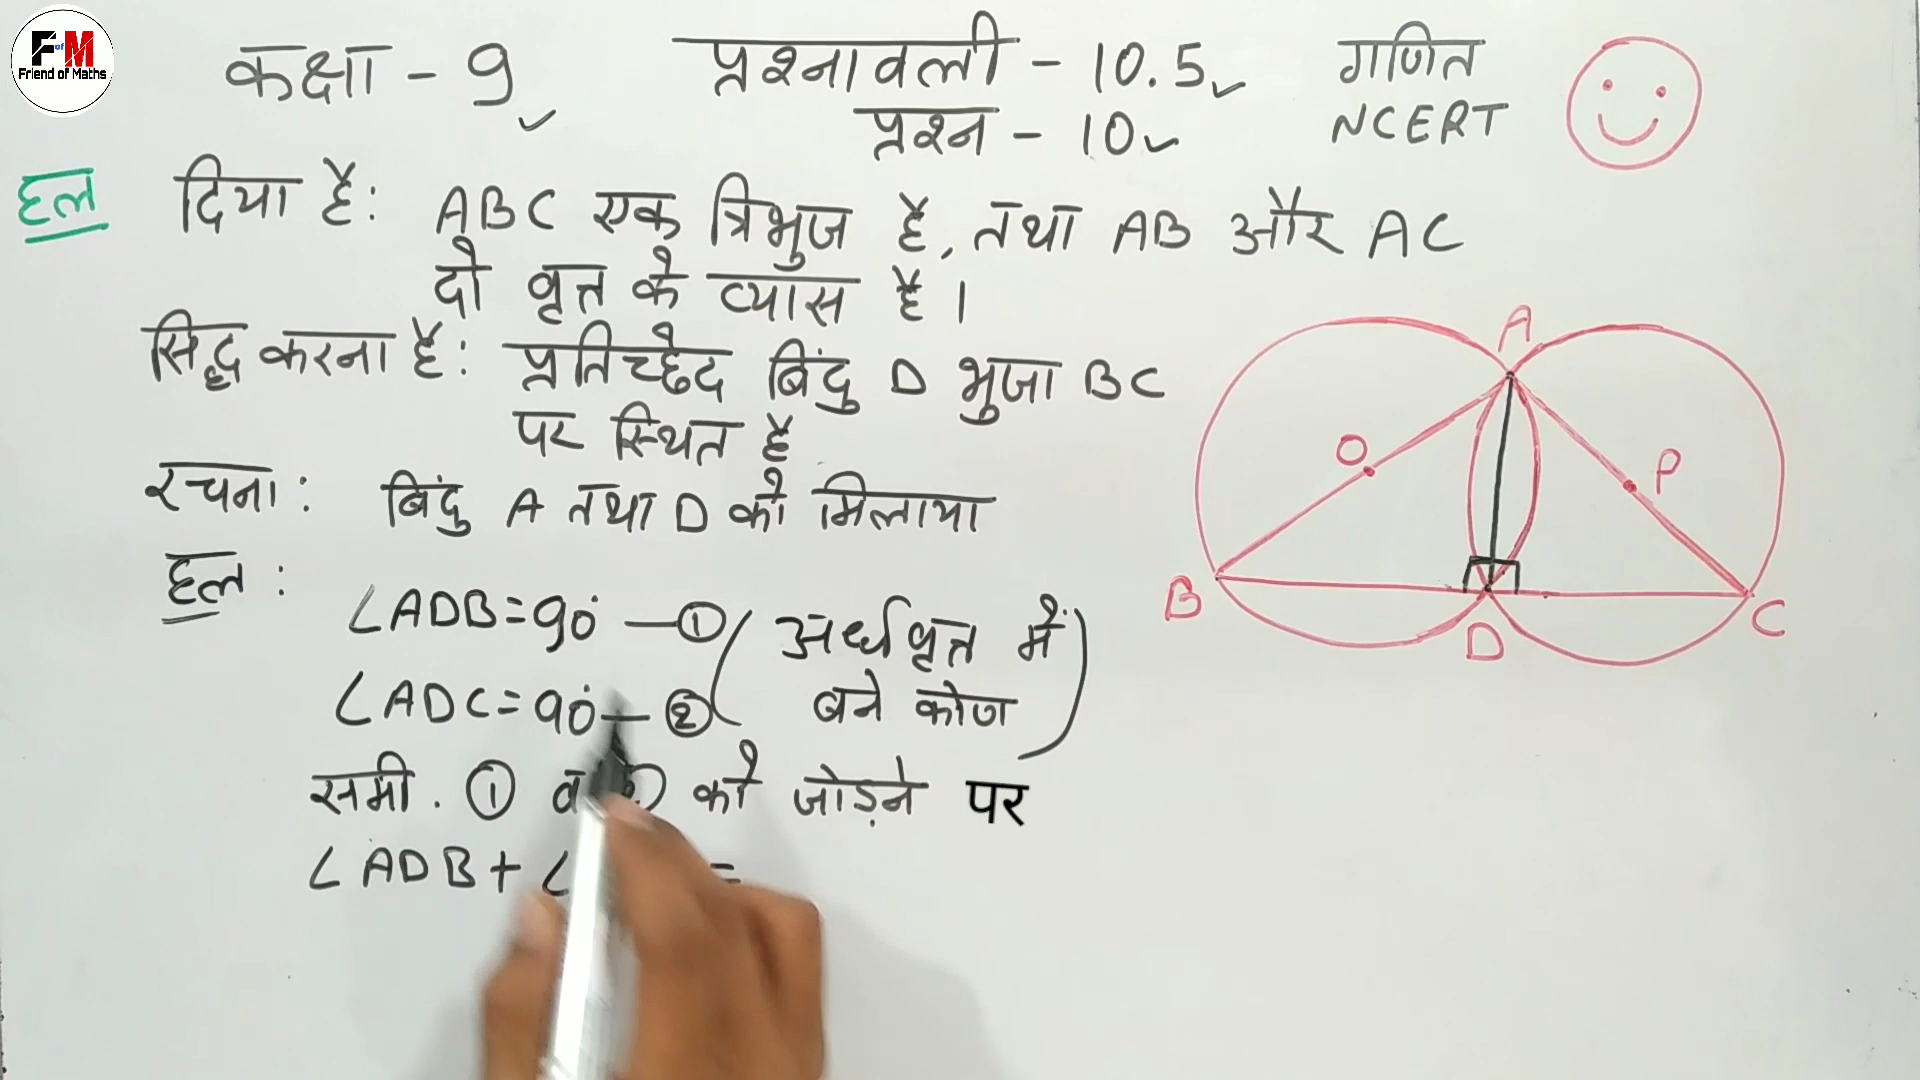 FofM
Friend of Maths
कक्षा - 9 प्रश्नावली - 10.5 गणित
प्रश्न - 10 NCERT
हल दिया है: ABC एक त्रिभुज है, तथा AB और AC
दो वृत्त के व्यास है।
सिद्ध करना है: प्रतिच्छेद बिंदु D भुजा BC
पर स्थित है
रचना: बिंदु A तथा D को मिलाया
हल:
∠ADB=90° —① ( अर्धवृत्त में
∠ADC=90° —② बने कोण )
समी. ① व को जोड़ने पर
∠ADB+∠ =
A
O
P
B
D
C